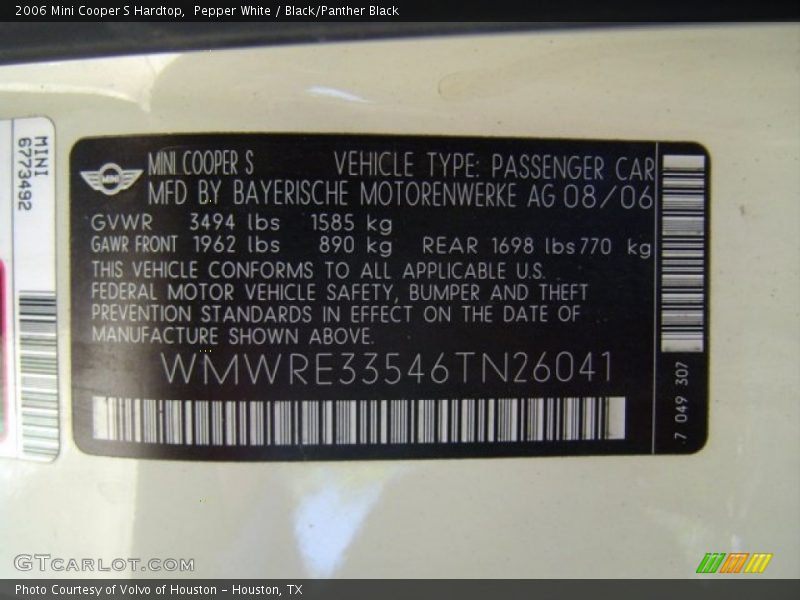 2006 Mini Cooper S Hardtop,  Pepper White / Black/Panther Black
MINI
6773492
MINI
MINI COOPER S VEHICLE TYPE: PASSENGER CAR
MFD BY BAYERISCHE MOTORENWERKE AG 08/06
GVWR 3494 lbs 1585 kg
GAWR FRONT 1962 lbs 890 kg REAR 1698 lbs 770 kg
THIS VEHICLE CONFORMS TO ALL APPLICABLE U.S.
FEDERAL MOTOR VEHICLE SAFETY, BUMPER AND THEFT
PREVENTION STANDARDS IN EFFECT ON THE DATE OF
MANUFACTURE SHOWN ABOVE.
WMWRE33546TN26041
7 049 307
GTCARLOT.COM
Photo Courtesy of Volvo of Houston - Houston, TX